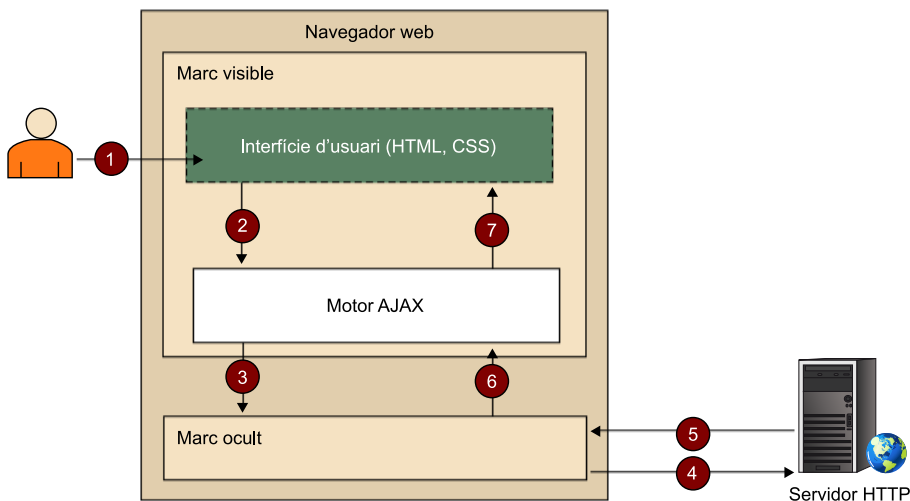 Navegador web
Marc visible
Interfície d'usuari (HTML, CSS)
1
2
7
Motor AJAX
3
6
Marc ocult
5
4
Servidor HTTP